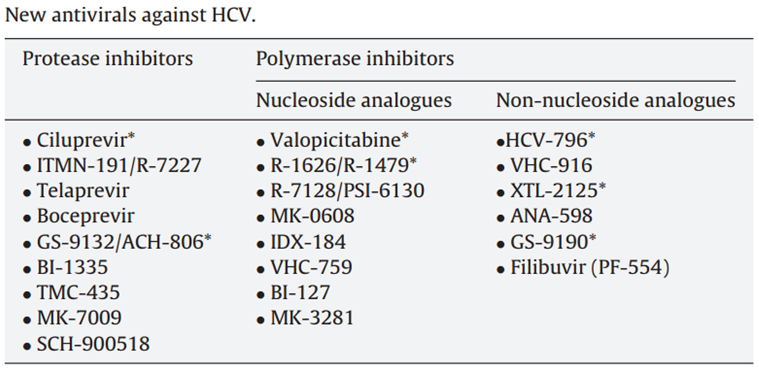 New antivirals against HCV.
Protease inhibitors Polymerase inhibitors
Nucleoside analogues Non-nucleoside analogues
• Ciluprevir* • Valopicitabine* •HCV-796*
• ITMN-191/R-7227 • R-1626/R-1479* • VHC-916
• Telaprevir • R-7128/PSI-6130 • XTL-2125*
• Boceprevir • MK-0608 • ANA-598
• GS-9132/ACH-806* • IDX-184 • GS-9190*
• BI-1335 • VHC-759 • Filibuvir (PF-554)
• TMC-435 • BI-127
• MK-7009 • MK-3281
• SCH-900518